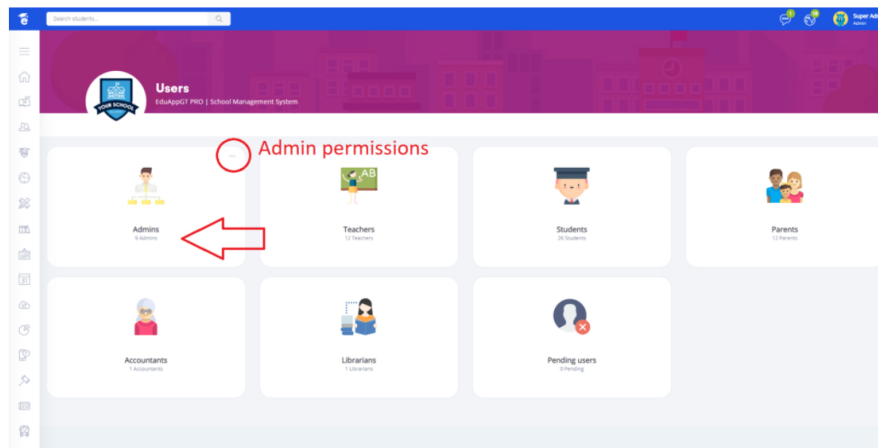 Search students...
Super Ad
Admin
YOUR SCHOOL
Users
EduAppGT PRO | School Management System
Admin permissions
AB
Admins
9 Admins
Teachers
12 Teachers
Students
26 Students
Parents
12 Parents
Accountants
1 Accountants
Librarians
1 Librarians
Pending users
0 Pending